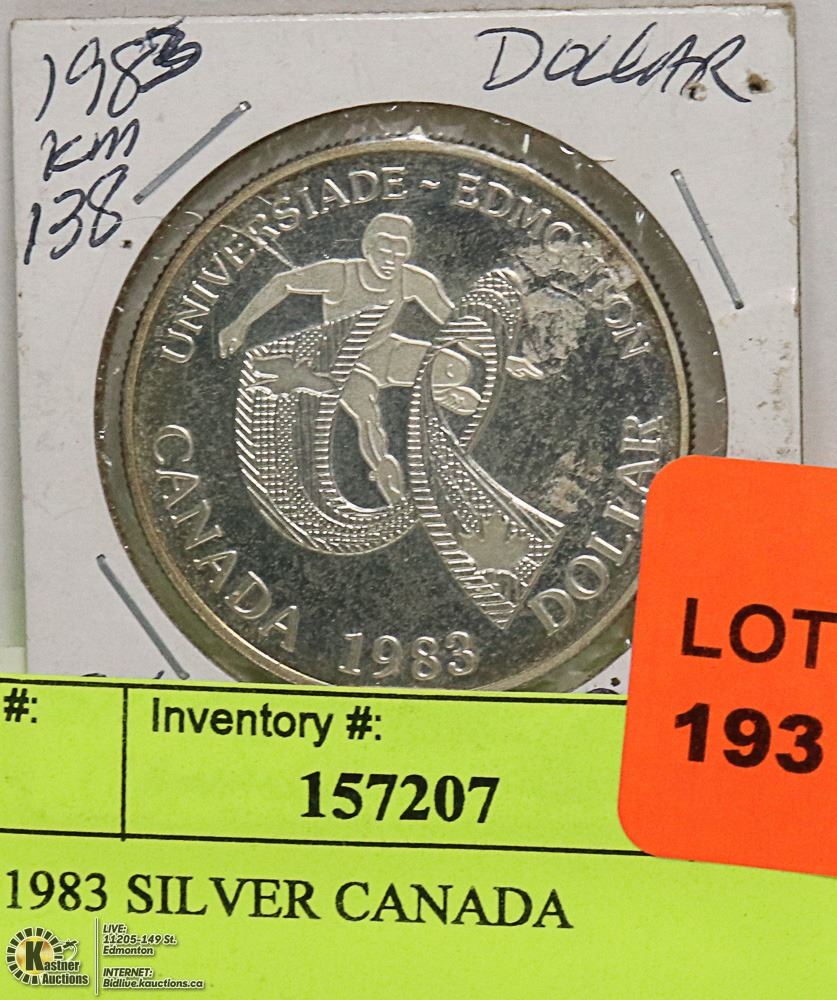 1983
DollAR
KM
138
UNIVERSIADE - EDMONTON
CANADA 1983 DOLLAR
LOT
193
#:
Inventory #:
157207
1983 SILVER CANADA
Kastner
Auctions
LIVE:
11205-149 St.
Edmonton
INTERNET:
Bidlive.kauctions.ca